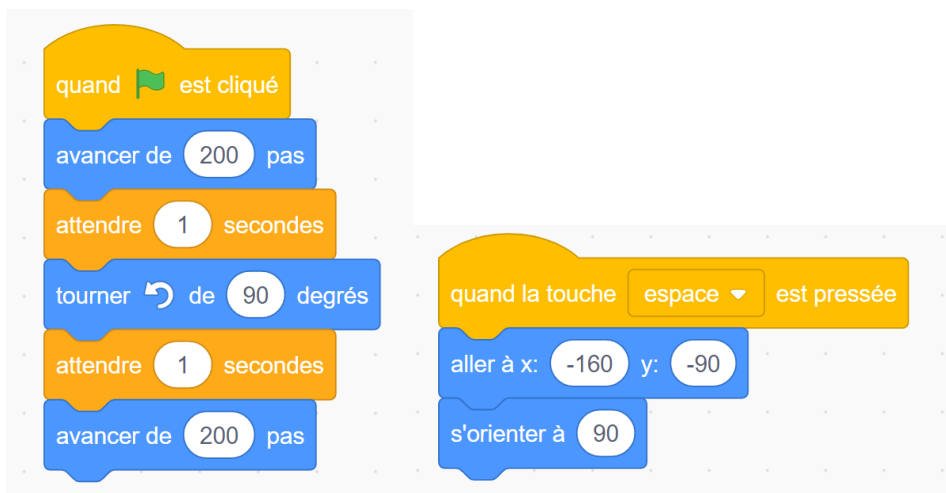 quand est cliqué
avancer de 200 pas
attendre 1 secondes
tourner de 90 degrés
attendre 1 secondes
avancer de 200 pas
quand la touche espace est pressée
aller à x: -160 y: -90
s'orienter à 90